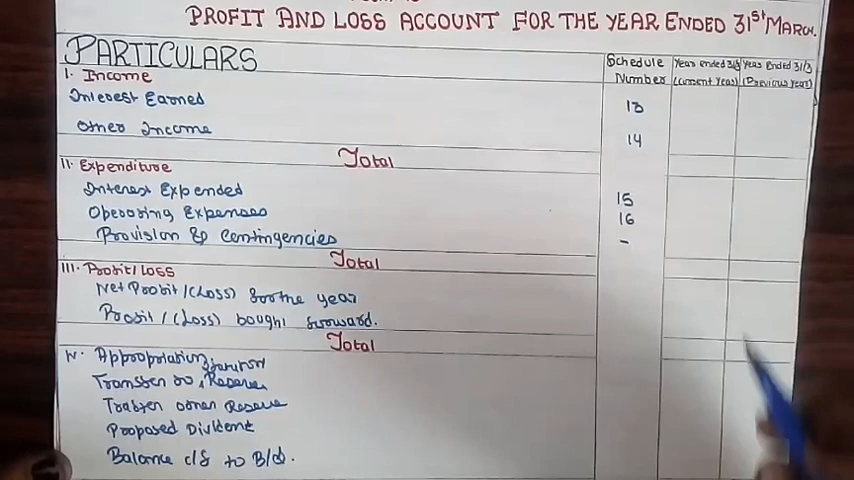 PROFIT AND LOSS ACCOUNT FOR THE YEAR ENDED 31st MARCH.
PARTICULARS
Schedule Number
Year ended 31/3 (Current Year)
Year Ended 31/3 (Previous Year)
I. Income
Interest Earned 13
Other Income 14
Total
II. Expenditure
Interest Expended 15
Operating Expenses 16
Provision & Contingencies -
Total
III. Profit/Loss
Net Profit/(Loss) for the year
Profit/(Loss) bought forward.
Total
IV. Appropriation
Transfer to Reserve
other Reserve
Proposed Divident
Balance c/f to B/d.